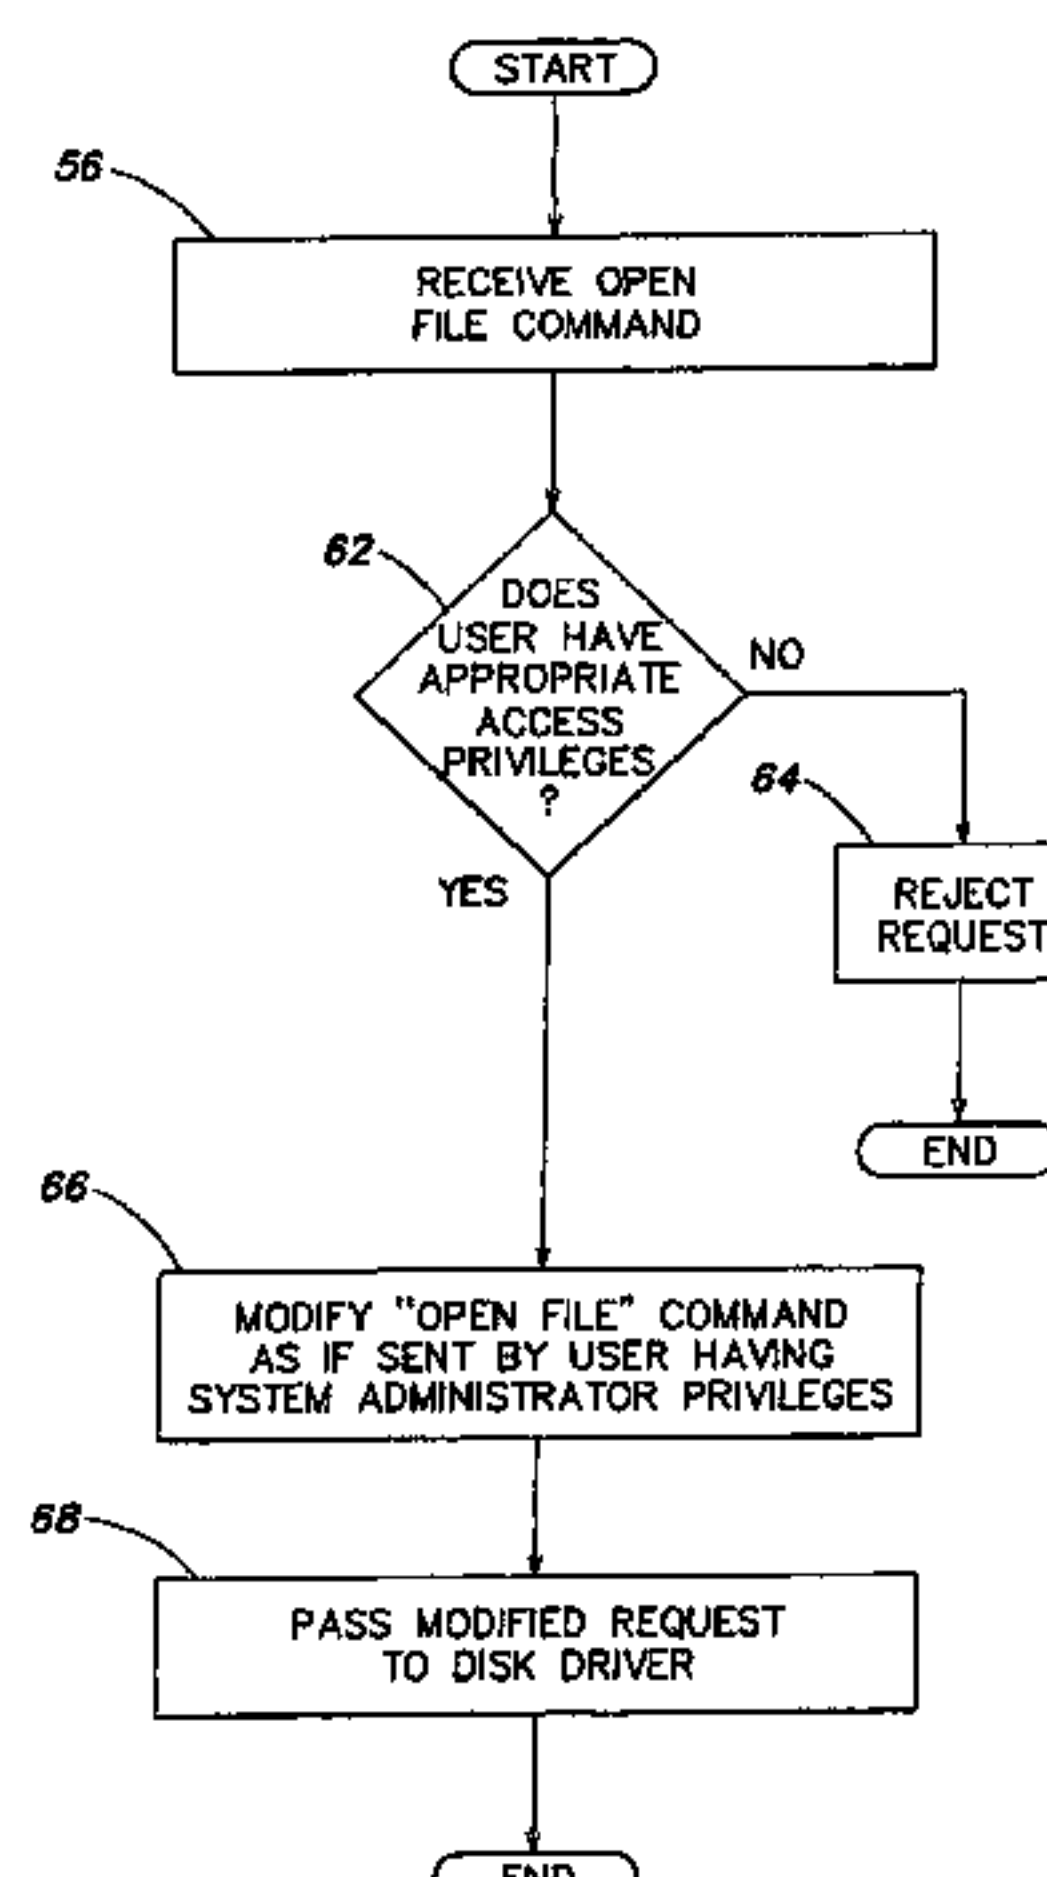 START
56
RECEIVE OPEN
FILE COMMAND
62
DOES
USER HAVE
APPROPRIATE
ACCESS
PRIVILEGES
?
NO
YES
64
REJECT
REQUEST
END
66
MODIFY "OPEN FILE" COMMAND
AS IF SENT BY USER HAVING
SYSTEM ADMINISTRATOR PRIVILEGES
68
PASS MODIFIED REQUEST
TO DISK DRIVER
END